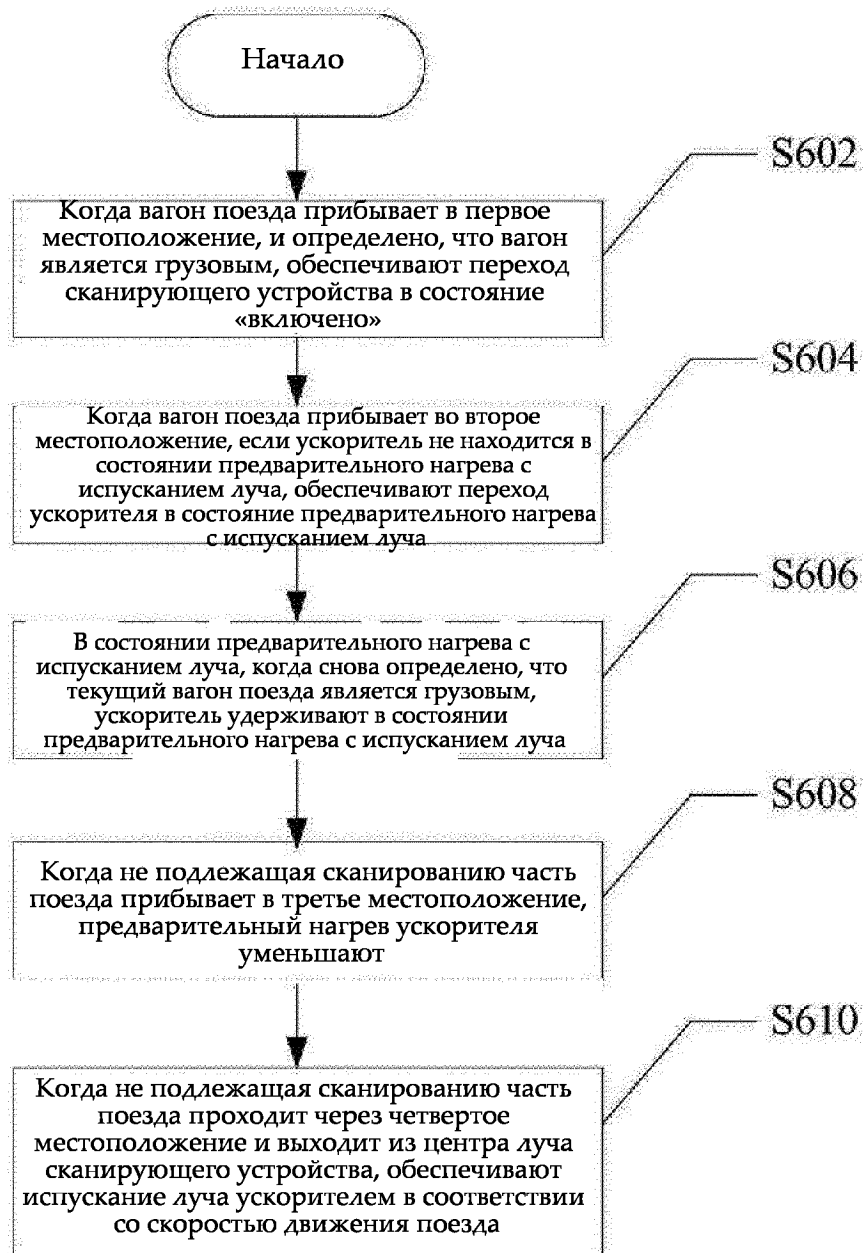 Начало
S602
Когда вагон поезда прибывает в первое
местоположение, и определено, что вагон
является грузовым, обеспечивают переход
сканирующего устройства в состояние
«включено»
S604
Когда вагон поезда прибывает во второе
местоположение, если ускоритель не находится в
состоянии предварительного нагрева с
испусканием луча, обеспечивают переход
ускорителя в состояние предварительного нагрева
с испусканием луча
S606
В состоянии предварительного нагрева с
испусканием луча, когда снова определено, что
текущий вагон поезда является грузовым,
ускоритель удерживают в состоянии
предварительного нагрева с испусканием луча
S608
Когда не подлежащая сканированию часть
поезда прибывает в третье местоположение,
предварительный нагрев ускорителя
уменьшают
S610
Когда не подлежащая сканированию часть
поезда проходит через четвертое
местоположение и выходит из центра луча
сканирующего устройства, обеспечивают
испускание луча ускорителем в соответствии
со скоростью движения поезда